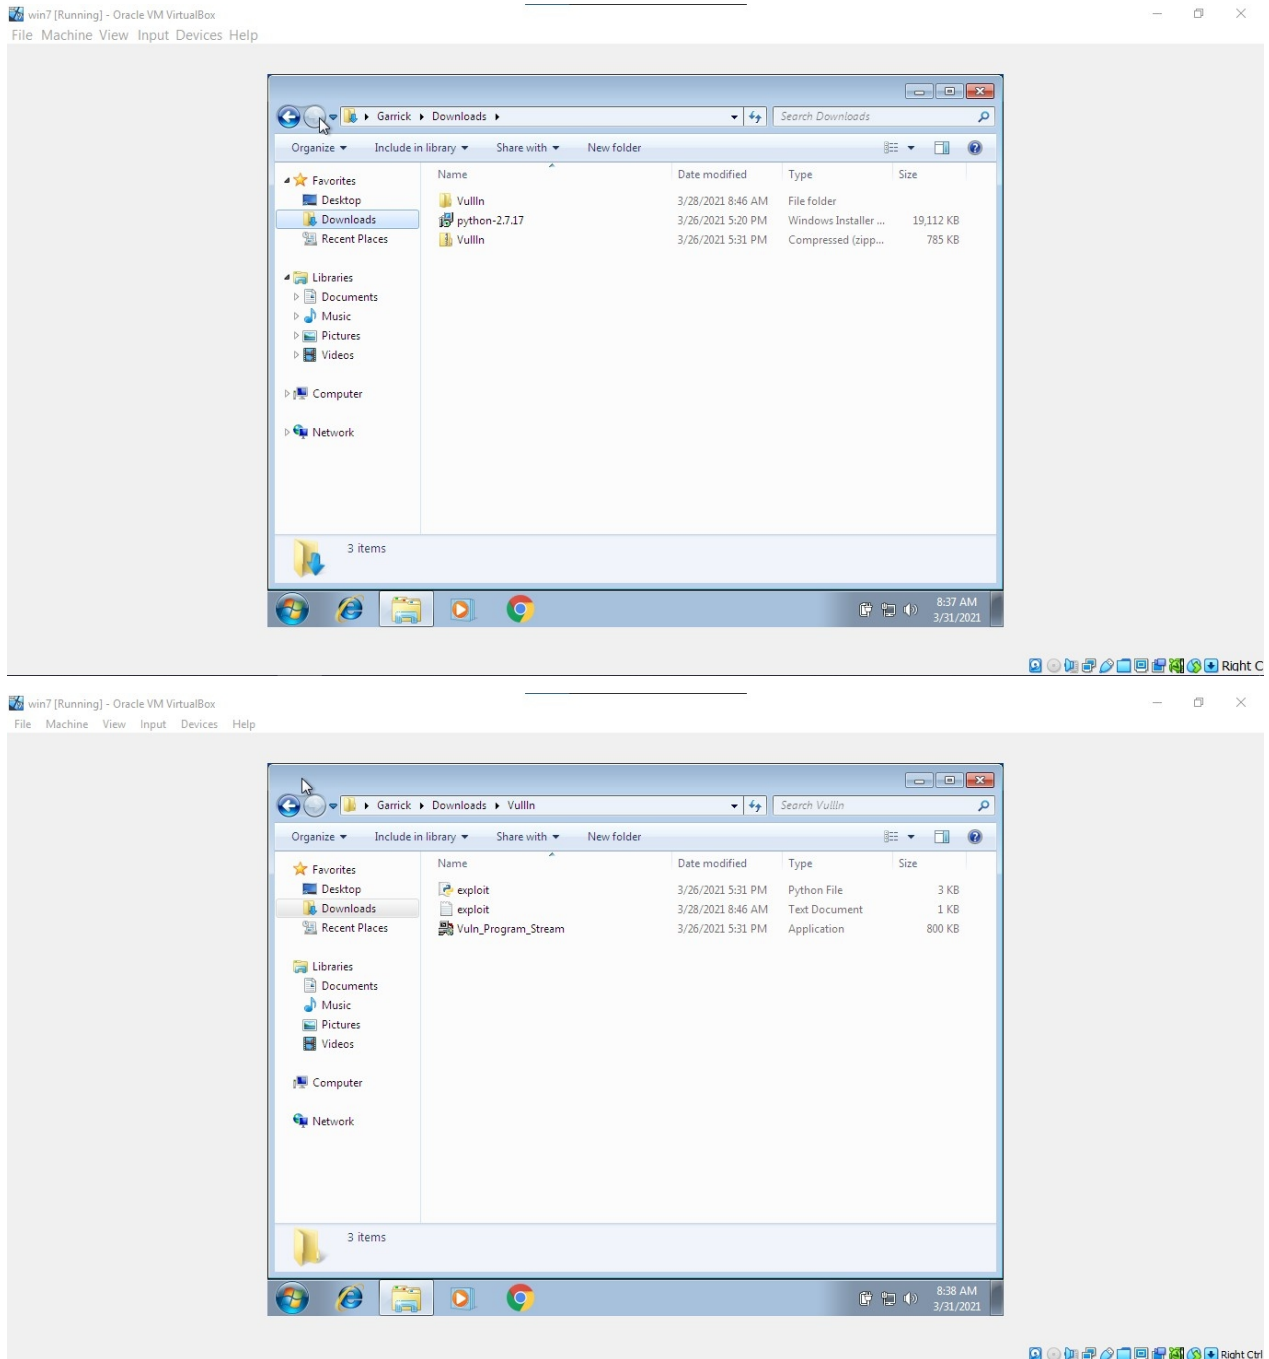 win7 [Running] - Oracle VM VirtualBox
File Machine View Input Devices Help
Garrick Downloads
Search Downloads
Organize Include in library Share with New folder
Name Date modified Type Size
Favorites
Desktop
Downloads
Recent Places
Libraries
Documents
Music
Pictures
Videos
Computer
Network
Vullln 3/28/2021 8:46 AM File folder
python-2.7.17 3/26/2021 5:20 PM Windows Installer ... 19,112 KB
Vullln 3/26/2021 5:31 PM Compressed (zipp... 785 KB
3 items
8:37 AM
3/31/2021
Right C
win7 [Running] - Oracle VM VirtualBox
File Machine View Input Devices Help
Garrick Downloads Vullln
Search Vullln
Organize Include in library Share with New folder
Name Date modified Type Size
Favorites
Desktop
Downloads
Recent Places
Libraries
Documents
Music
Pictures
Videos
Computer
Network
exploit 3/26/2021 5:31 PM Python File 3 KB
exploit 3/28/2021 8:46 AM Text Document 1 KB
Vuln_Program_Stream 3/26/2021 5:31 PM Application 800 KB
3 items
8:38 AM
3/31/2021
Right Ctrl